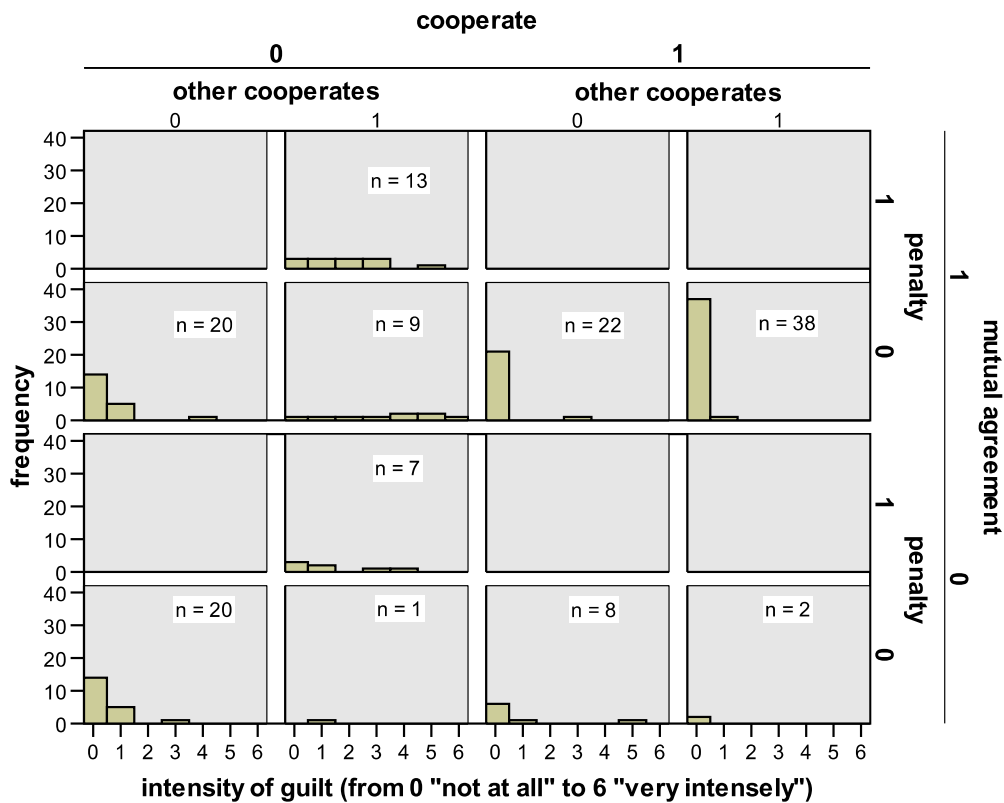 cooperate
0 1
other cooperates other cooperates
0 1 0 1
40
30
20
10
0
n = 13
1
40
30
20
10
0
n = 20 n = 9 n = 22 n = 38
0
penalty
1
40
30
20
10
0
n = 7
1
40
30
20
10
0
n = 20 n = 1 n = 8 n = 2
0
penalty
0
mutual agreement
frequency
0 1 2 3 4 5 6 0 1 2 3 4 5 6 0 1 2 3 4 5 6 0 1 2 3 4 5 6
intensity of guilt (from 0 "not at all" to 6 "very intensely")